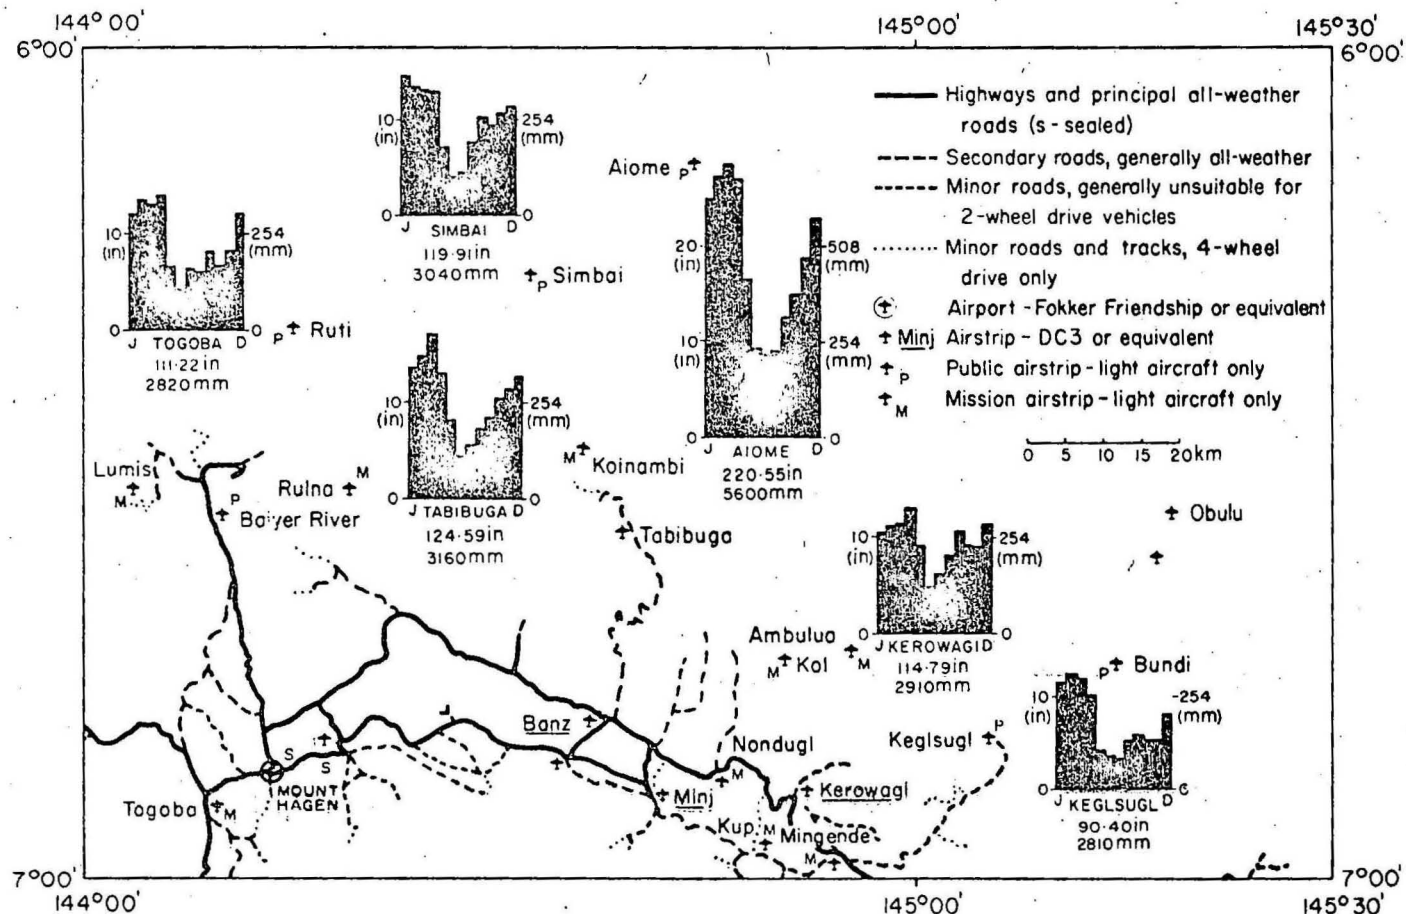 144°00'
145°00'
145°30'
6°00'
6°00'
Highways and principal all-weather
roads (s-sealed)
Secondary roads, generally all-weather
Minor roads, generally unsuitable for
2-wheel drive vehicles
Minor roads and tracks, 4-wheel
drive only
Airport - Fokker Friendship or equivalent
Minj Airstrip - DC3 or equivalent
P Public airstrip - light aircraft only
M Mission airstrip - light aircraft only
0 5 10 15 20km
10
(in)
254
(mm)
0
0
J SIMBAI D
119·91in
3040mm
P Simbai
Aiome P
20
(in)
508
(mm)
10
(in)
254
(mm)
0
0
J AIOME D
220·55in
5600mm
10
(in)
254
(mm)
0
0
J TOGOBA D
111·22in
2820mm
P Ruti
10
(in)
254
(mm)
0
0
J TABIBUGA D
124·59in
3160mm
Lumis
M
P
Baiyer River
Rulna M
M Koinambi
Tabibuga
Obulu
10
(in)
254
(mm)
0
0
J KEROWAGI D
114·79in
2910mm
Ambulua
M
M Kol
P Bundi
10
(in)
254
(mm)
0
6
J KEGLSUGL D
90·40in
2810mm
Banz
Nondugl
M
Keglsugl
P
S
S
MOUNT
HAGEN
Togoba M
Minj
Kerowagi
Kup M
Mingende
M
7°00'
7°00'
144°00'
145°00'
145°30'